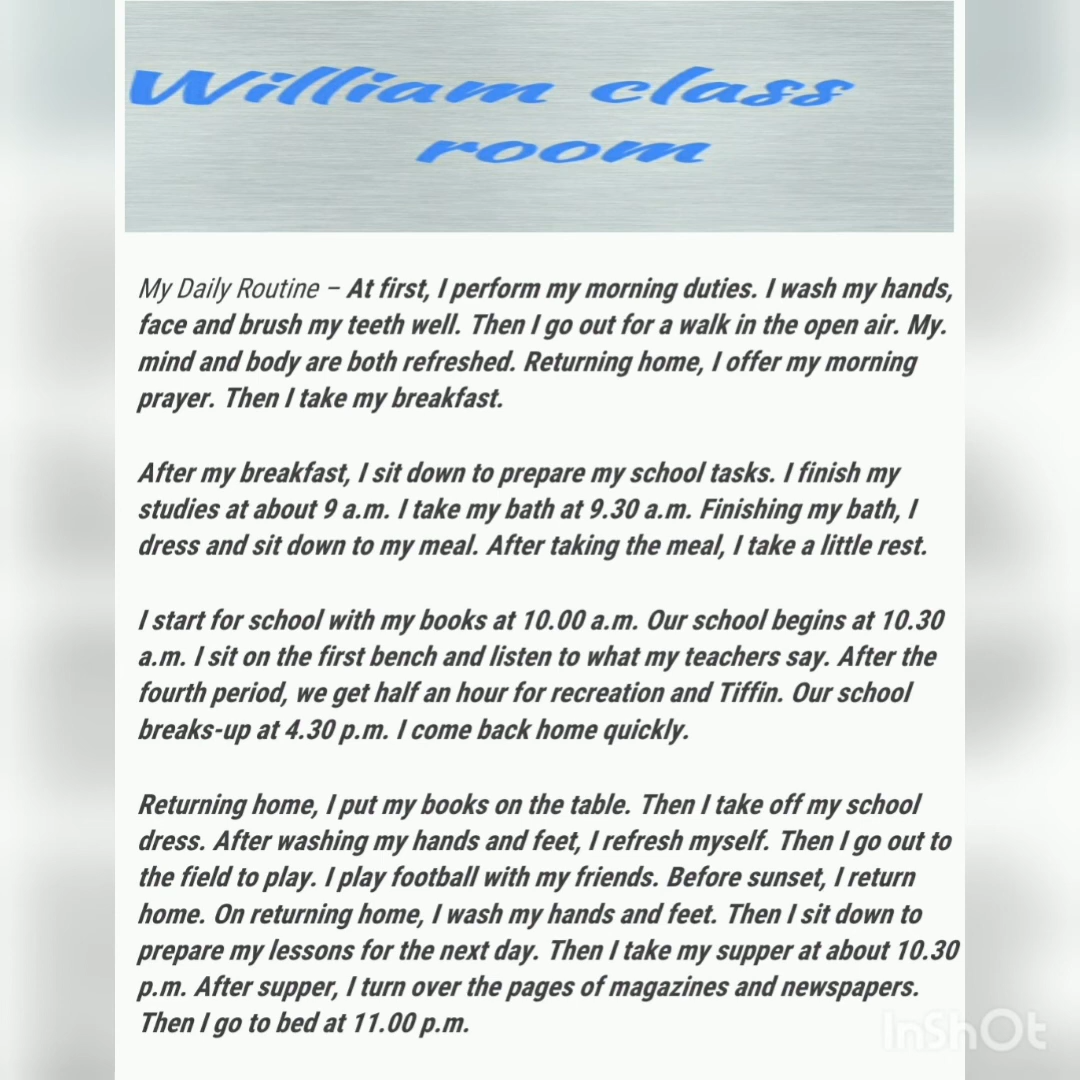 William class
room
My Daily Routine – At first, I perform my morning duties. I wash my hands,
face and brush my teeth well. Then I go out for a walk in the open air. My.
mind and body are both refreshed. Returning home, I offer my morning
prayer. Then I take my breakfast.
After my breakfast, I sit down to prepare my school tasks. I finish my
studies at about 9 a.m. I take my bath at 9.30 a.m. Finishing my bath, I
dress and sit down to my meal. After taking the meal, I take a little rest.
I start for school with my books at 10.00 a.m. Our school begins at 10.30
a.m. I sit on the first bench and listen to what my teachers say. After the
fourth period, we get half an hour for recreation and Tiffin. Our school
breaks-up at 4.30 p.m. I come back home quickly.
Returning home, I put my books on the table. Then I take off my school
dress. After washing my hands and feet, I refresh myself. Then I go out to
the field to play. I play football with my friends. Before sunset, I return
home. On returning home, I wash my hands and feet. Then I sit down to
prepare my lessons for the next day. Then I take my supper at about 10.30
p.m. After supper, I turn over the pages of magazines and newspapers.
Then I go to bed at 11.00 p.m.
InShOt